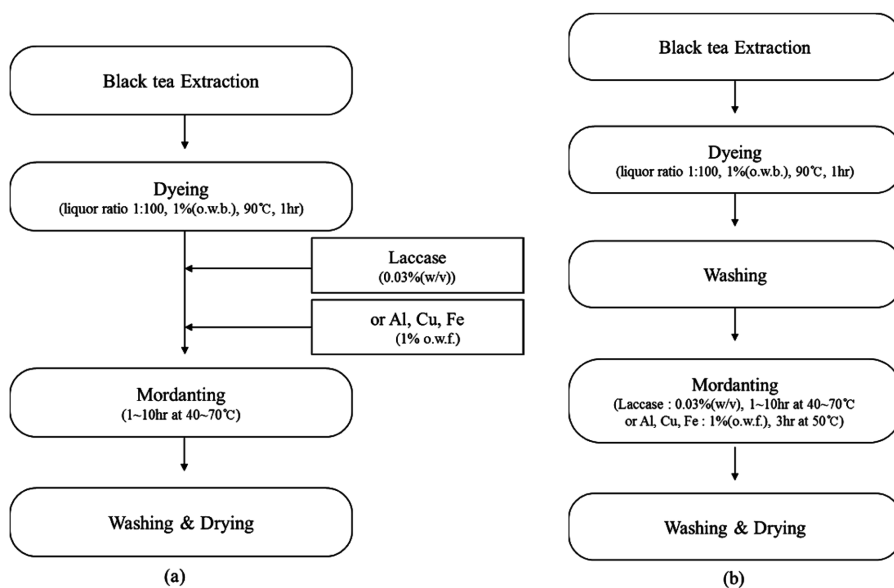 Black tea Extraction
Dyeing
(liquor ratio 1:100, 1%(o.w.b.), 90℃, 1hr)
Laccase
(0.03%(w/v))
or Al, Cu, Fe
(1% o.w.f.)
Mordanting
(1~10hr at 40~70℃)
Washing & Drying
(a)
Black tea Extraction
Dyeing
(liquor ratio 1:100, 1%(o.w.b.), 90℃, 1hr)
Washing
Mordanting
(Laccase : 0.03%(w/v), 1~10hr at 40~70℃
or Al, Cu, Fe : 1%(o.w.f.), 3hr at 50℃)
Washing & Drying
(b)